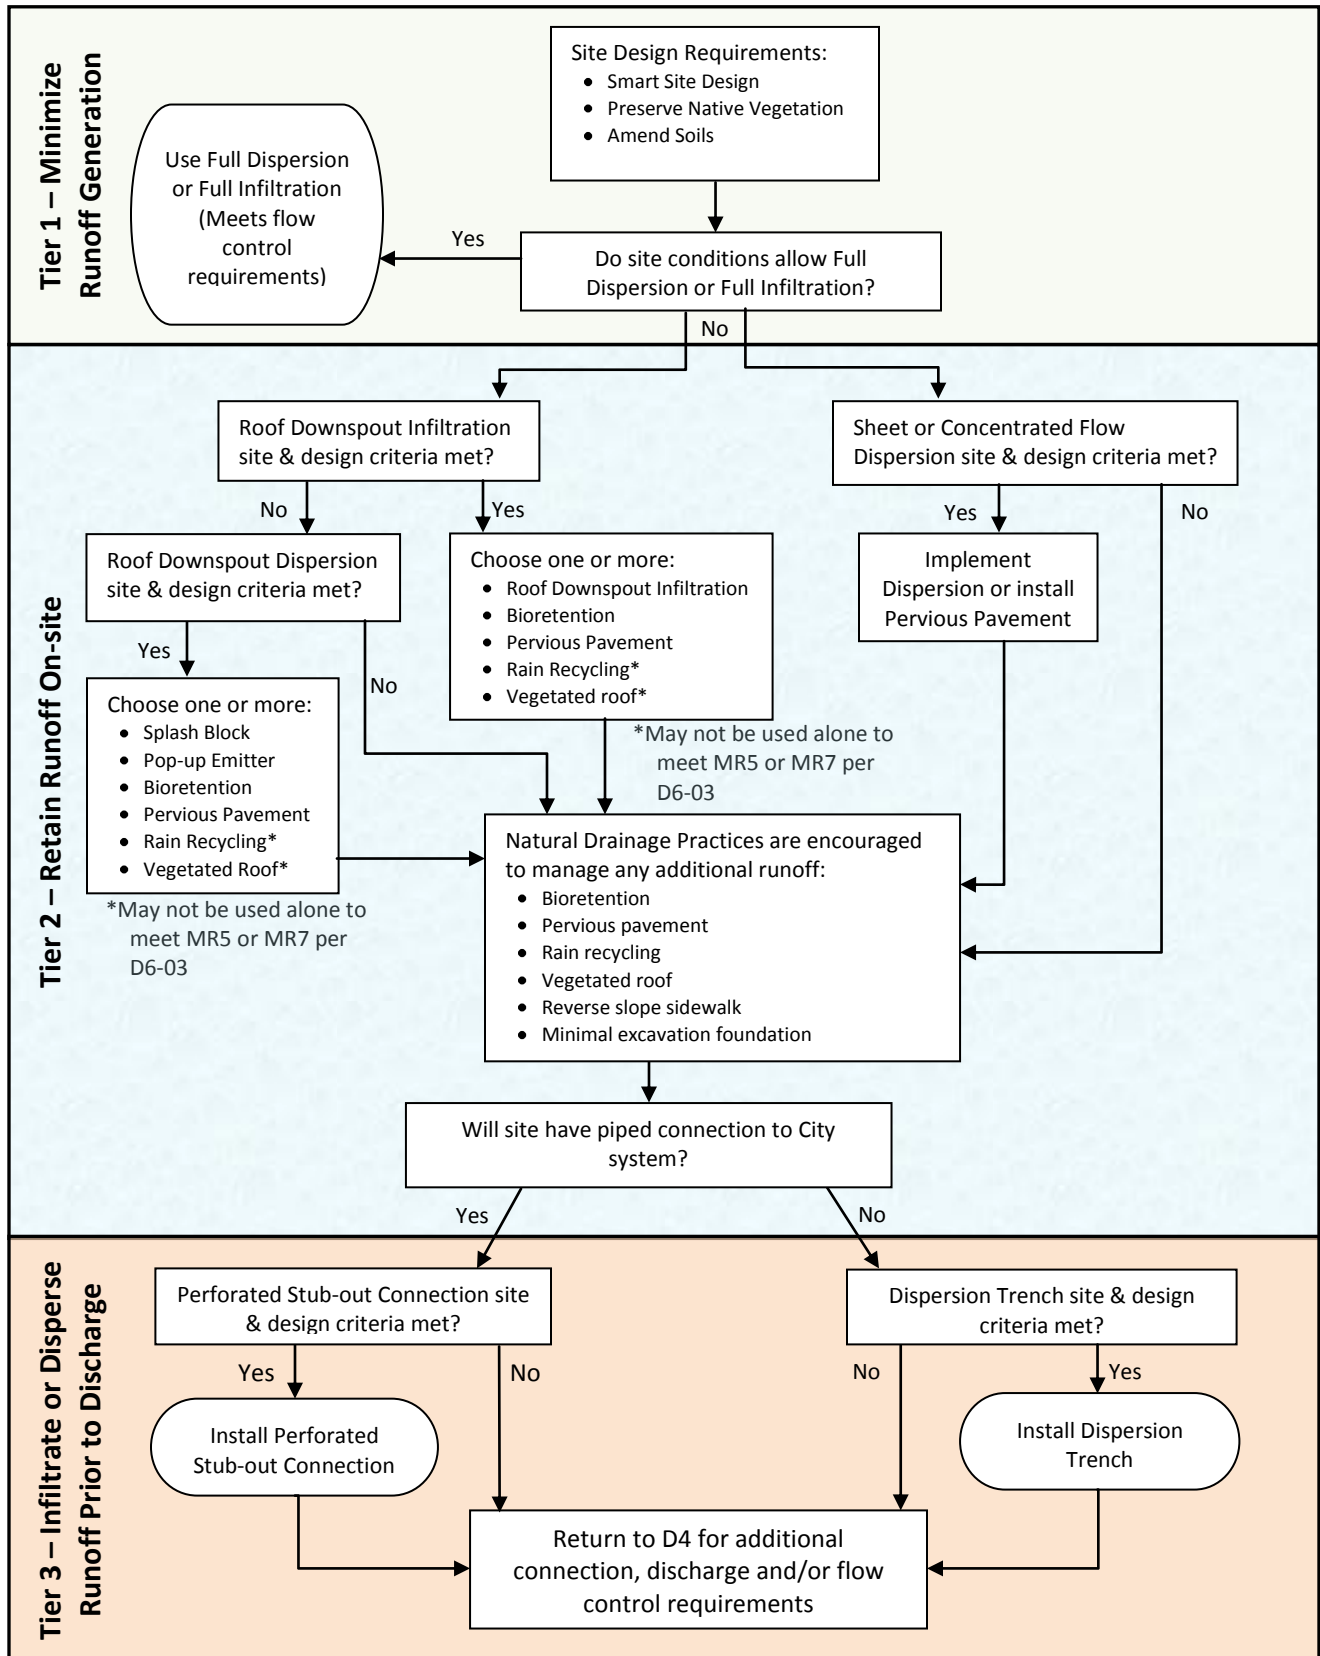 Tier 1 – Minimize
Runoff Generation
Site Design Requirements:
• Smart Site Design
• Preserve Native Vegetation
• Amend Soils
Use Full Dispersion
or Full Infiltration
(Meets flow
control
requirements)
Yes
Do site conditions allow Full
Dispersion or Full Infiltration?
No
Tier 2 – Retain Runoff On-site
Roof Downspout Infiltration
site & design criteria met?
Sheet or Concentrated Flow
Dispersion site & design criteria met?
No
Yes
Yes
No
Roof Downspout Dispersion
site & design criteria met?
Choose one or more:
• Roof Downspout Infiltration
• Bioretention
• Pervious Pavement
• Rain Recycling*
• Vegetated roof*
Implement
Dispersion or install
Pervious Pavement
Yes
No
Choose one or more:
• Splash Block
• Pop-up Emitter
• Bioretention
• Pervious Pavement
• Rain Recycling*
• Vegetated Roof*
*May not be used alone to
meet MR5 or MR7 per
D6-03
*May not be used alone to
meet MR5 or MR7 per
D6-03
Natural Drainage Practices are encouraged
to manage any additional runoff:
• Bioretention
• Pervious pavement
• Rain recycling
• Vegetated roof
• Reverse slope sidewalk
• Minimal excavation foundation
Will site have piped connection to City
system?
Yes
No
Tier 3 – Infiltrate or Disperse
Runoff Prior to Discharge
Perforated Stub-out Connection site
& design criteria met?
Dispersion Trench site & design
criteria met?
Yes
No
No
Yes
Install Perforated
Stub-out Connection
Install Dispersion
Trench
Return to D4 for additional
connection, discharge and/or flow
control requirements